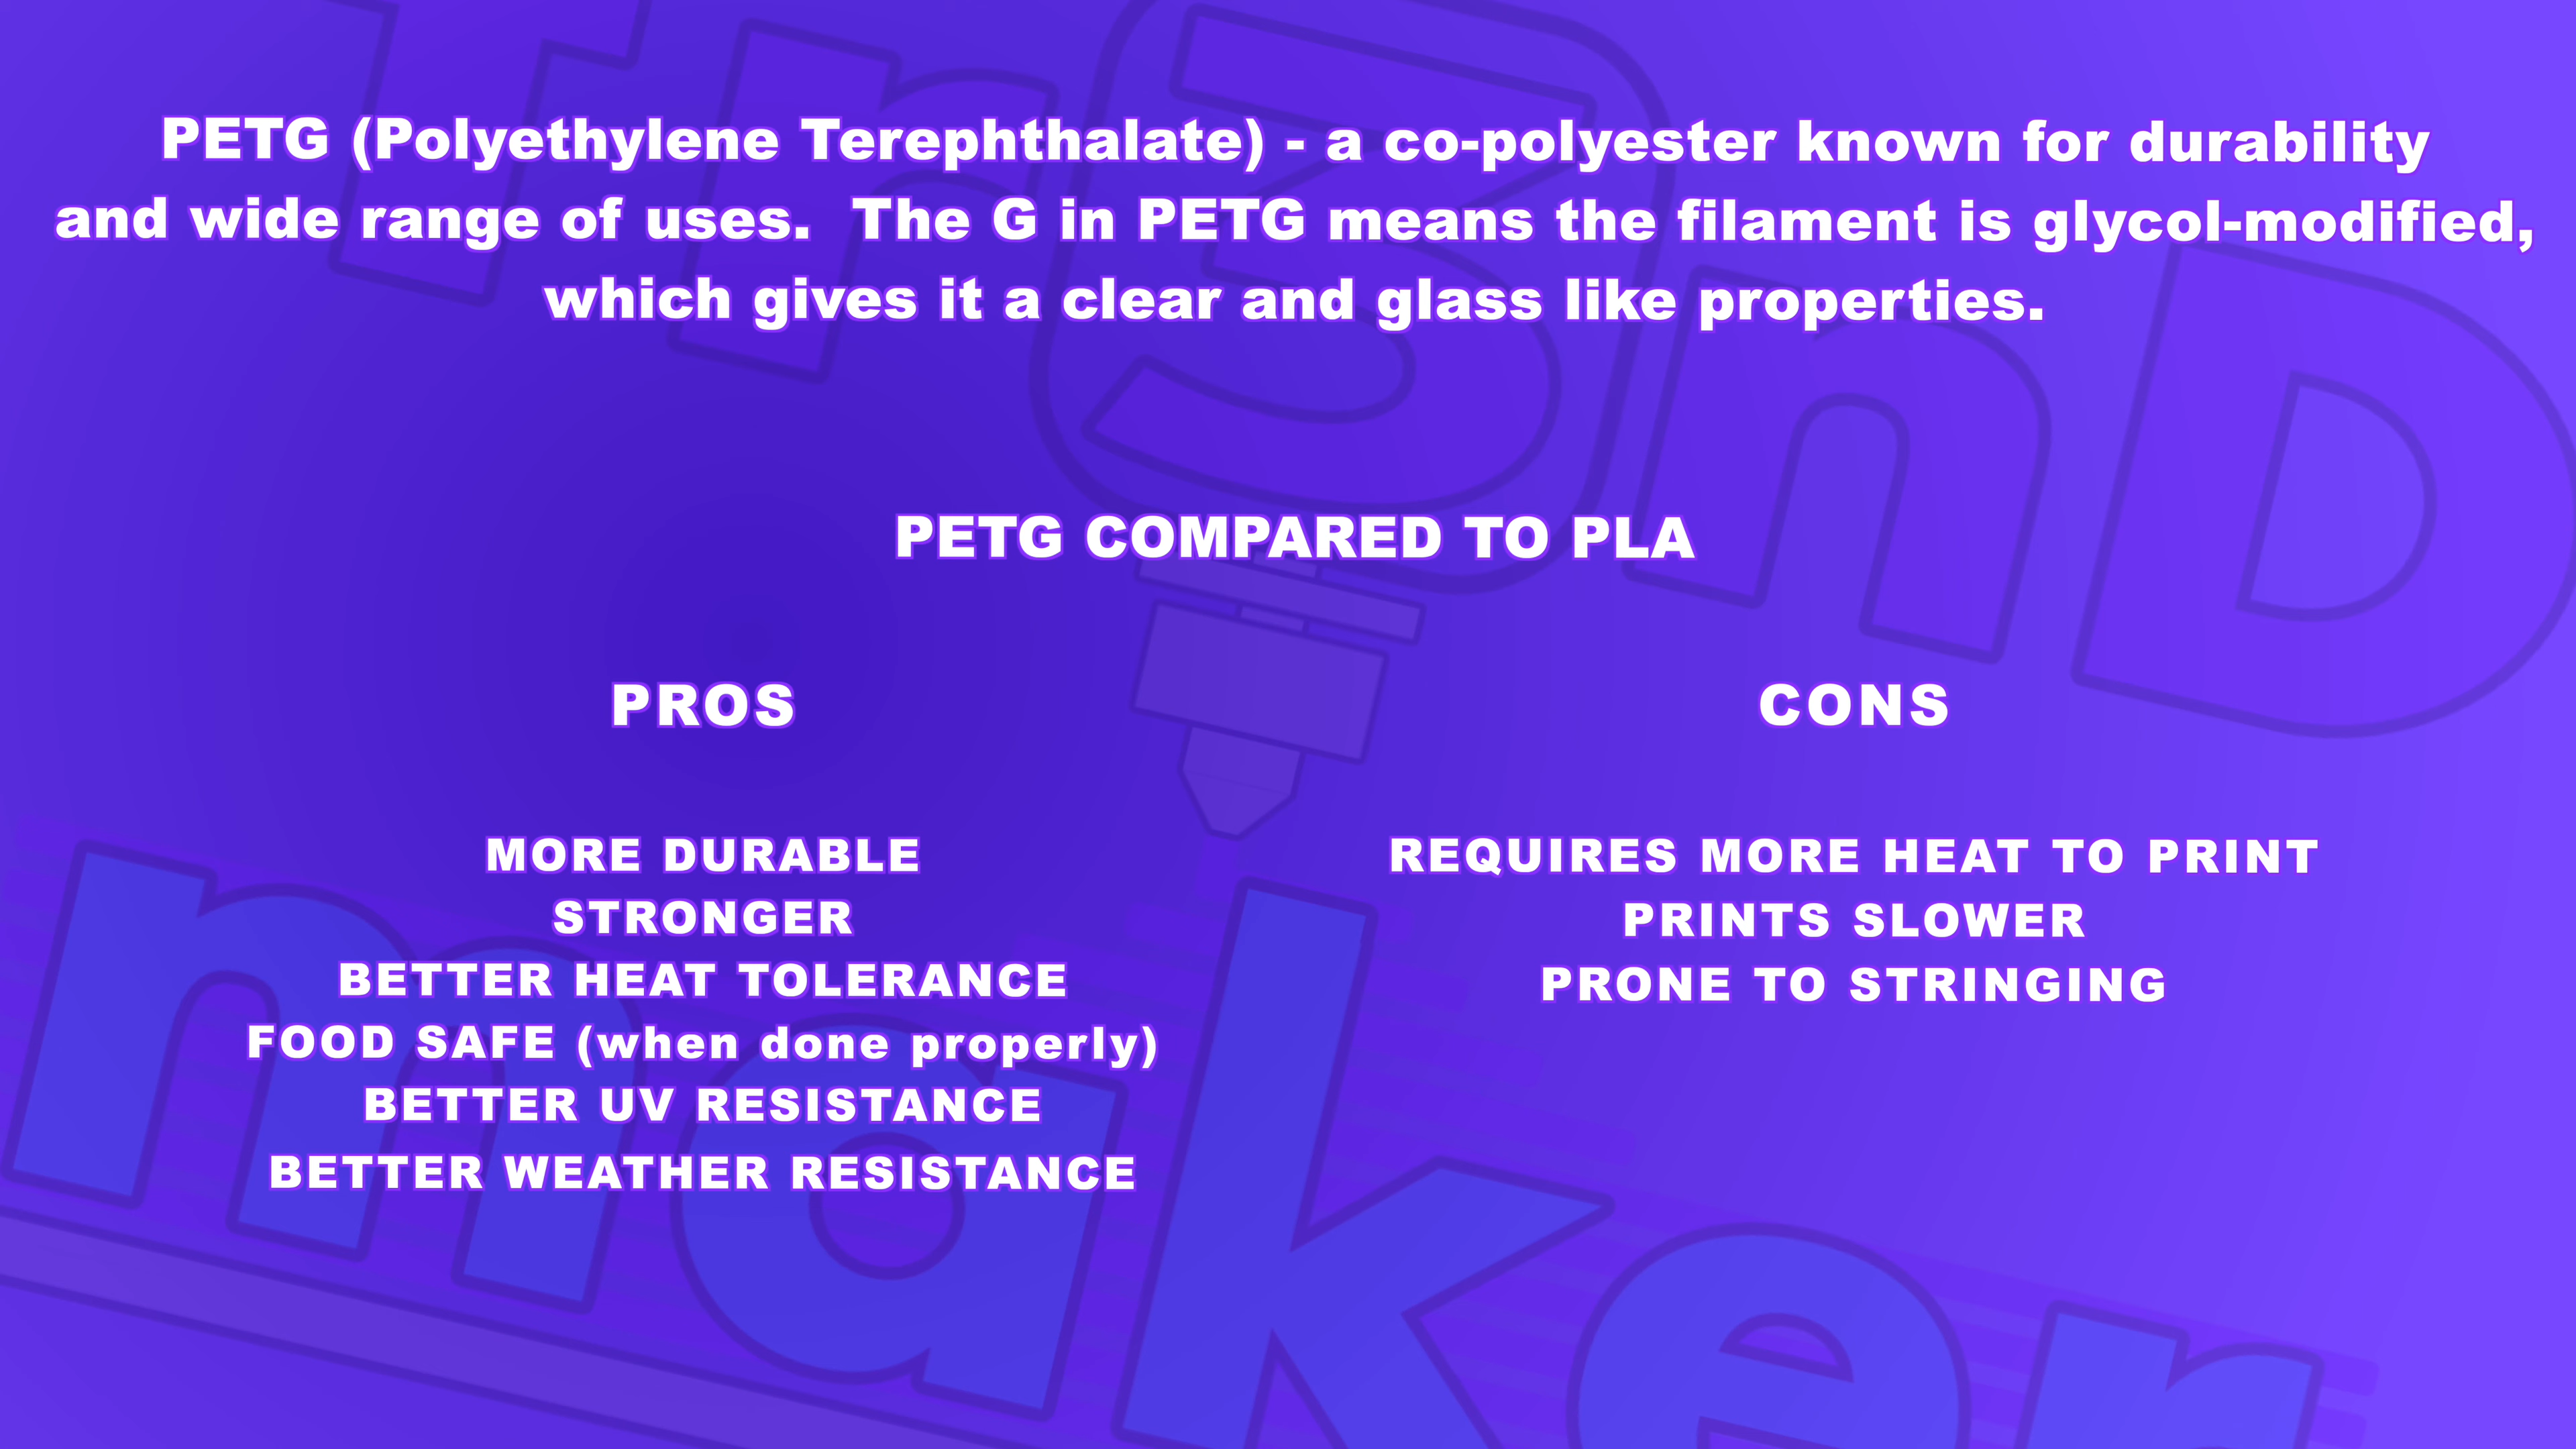 PETG (Polyethylene Terephthalate) - a co-polyester known for durability
and wide range of uses.  The G in PETG means the filament is glycol-modified,
which gives it a clear and glass like properties.
PETG COMPARED TO PLA
PROS
MORE DURABLE
STRONGER
BETTER HEAT TOLERANCE
FOOD SAFE (when done properly)
BETTER UV RESISTANCE
BETTER WEATHER RESISTANCE
CONS
REQUIRES MORE HEAT TO PRINT
PRINTS SLOWER
PRONE TO STRINGING
Tr3nD
maker